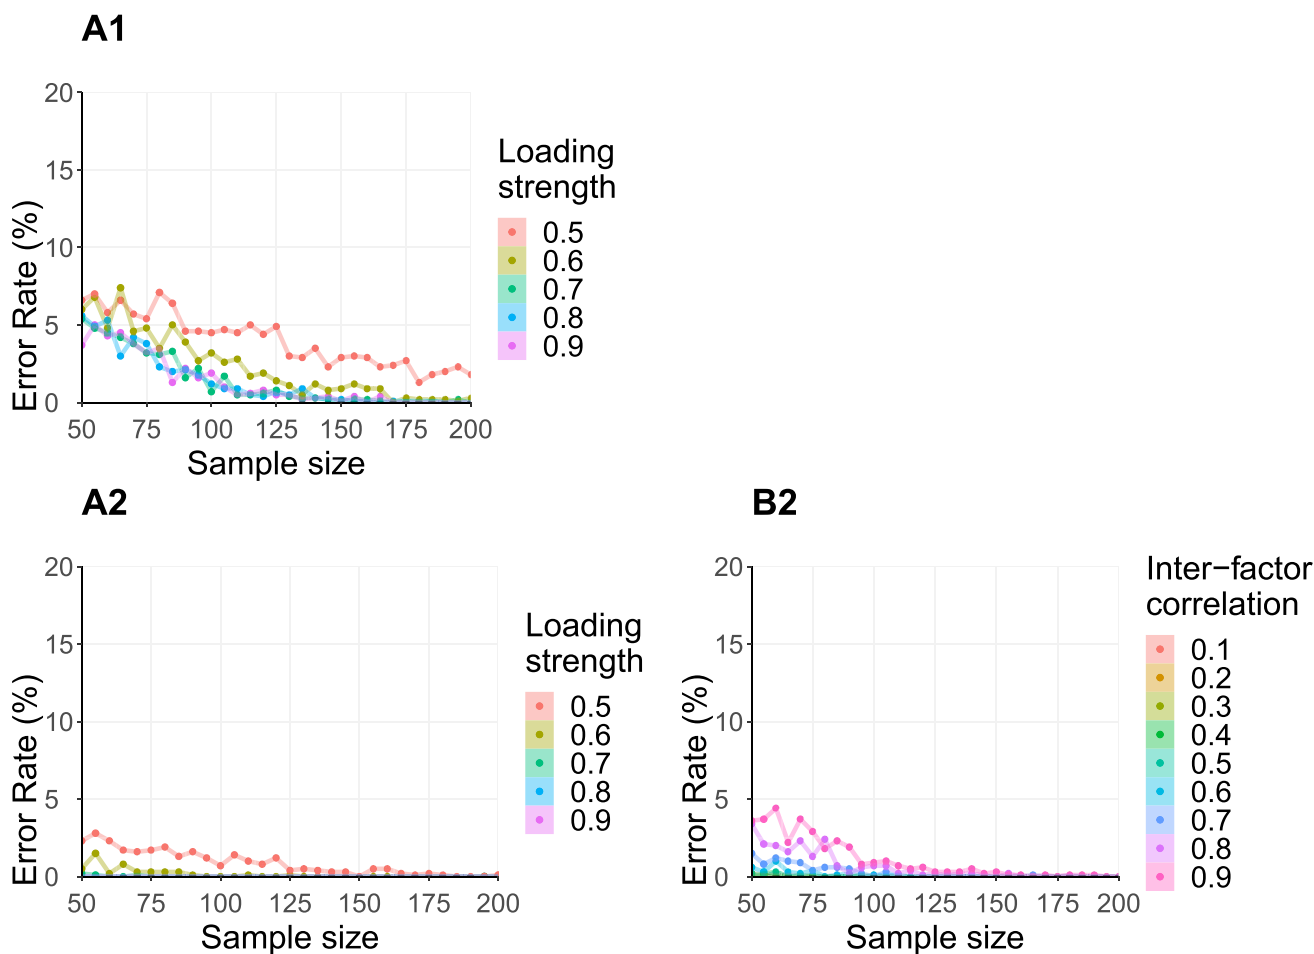 A1
20
15
10
5
0
Error Rate (%)
50 75 100 125 150 175 200
Sample size
Loading
strength
0.5
0.6
0.7
0.8
0.9
A2
20
15
10
5
0
Error Rate (%)
50 75 100 125 150 175 200
Sample size
Loading
strength
0.5
0.6
0.7
0.8
0.9
B2
20
15
10
5
0
Error Rate (%)
50 75 100 125 150 175 200
Sample size
Inter−factor
correlation
0.1
0.2
0.3
0.4
0.5
0.6
0.7
0.8
0.9